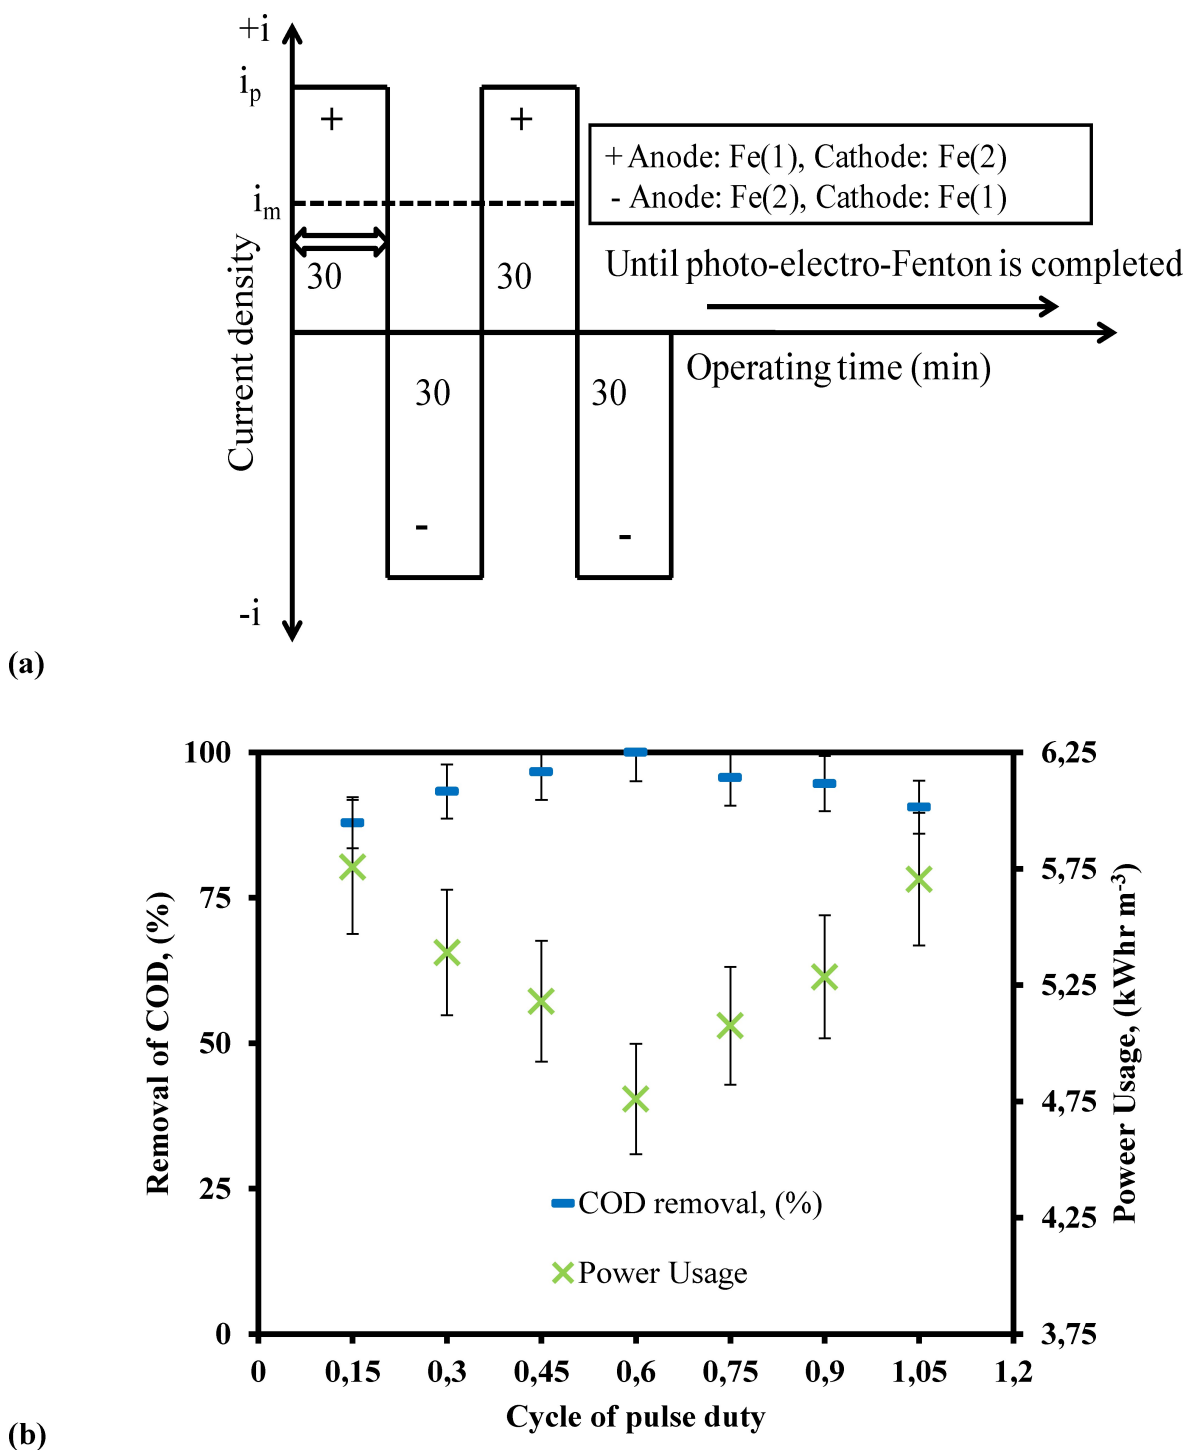 +i
ip
+
+
+ Anode: Fe(1), Cathode: Fe(2)
- Anode: Fe(2), Cathode: Fe(1)
im
Current density
30
30
Until photo-electro-Fenton is completed
Operating time (min)
30
30
-
-
-i
(a)
100
75
50
25
0
Removal of COD, (%)
6,25
5,75
5,25
4,75
4,25
3,75
Poweer Usage, (kWhr m-3)
COD removal, (%)
Power Usage
0
0,15
0,3
0,45
0,6
0,75
0,9
1,05
1,2
Cycle of pulse duty
(b)